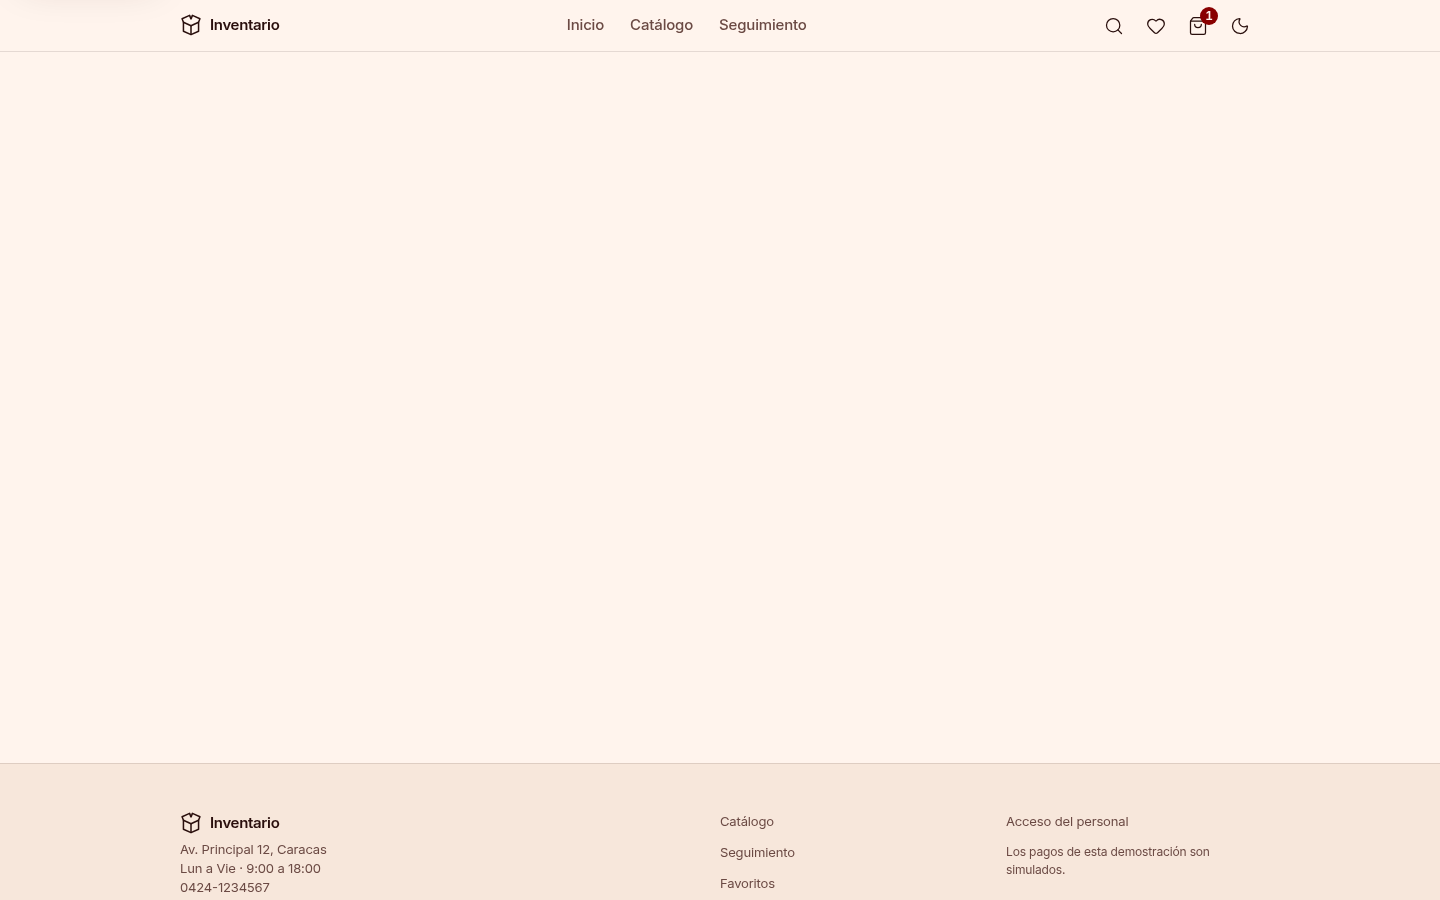 Inventario
Inicio
Catálogo
Seguimiento
1
Inventario
Av. Principal 12, Caracas
Lun a Vie · 9:00 a 18:00
0424-1234567
Catálogo
Seguimiento
Favoritos
Acceso del personal
Los pagos de esta demostración son
simulados.